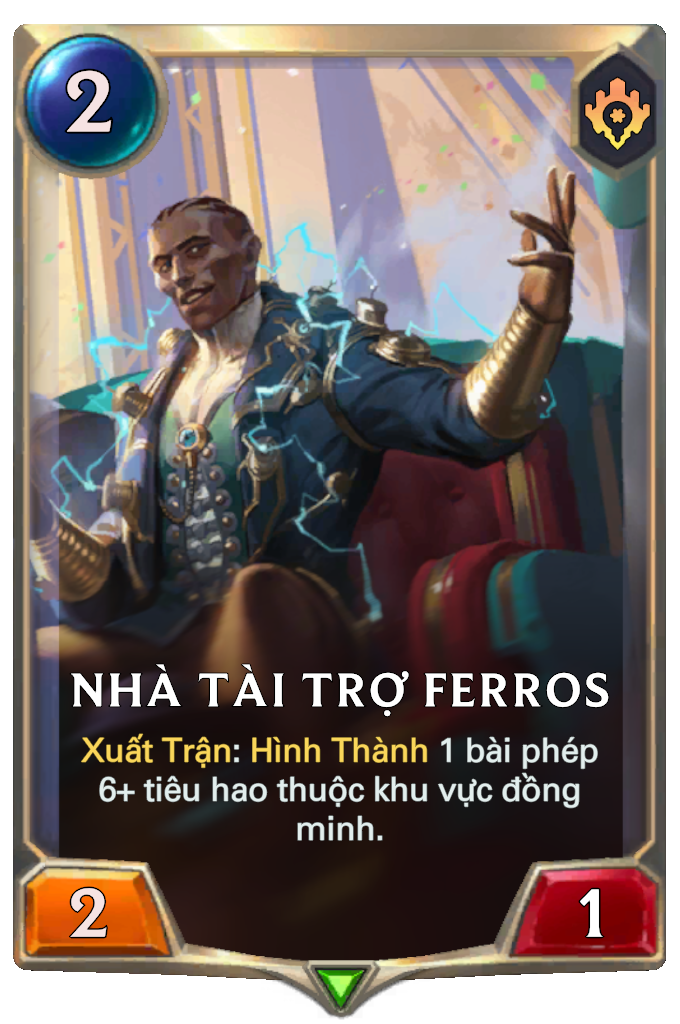 2
NHÀ TÀI TRỢ FERROS
Xuất Trận: Hình Thành 1 bài phép
6+ tiêu hao thuộc khu vực đồng
minh.
2
1